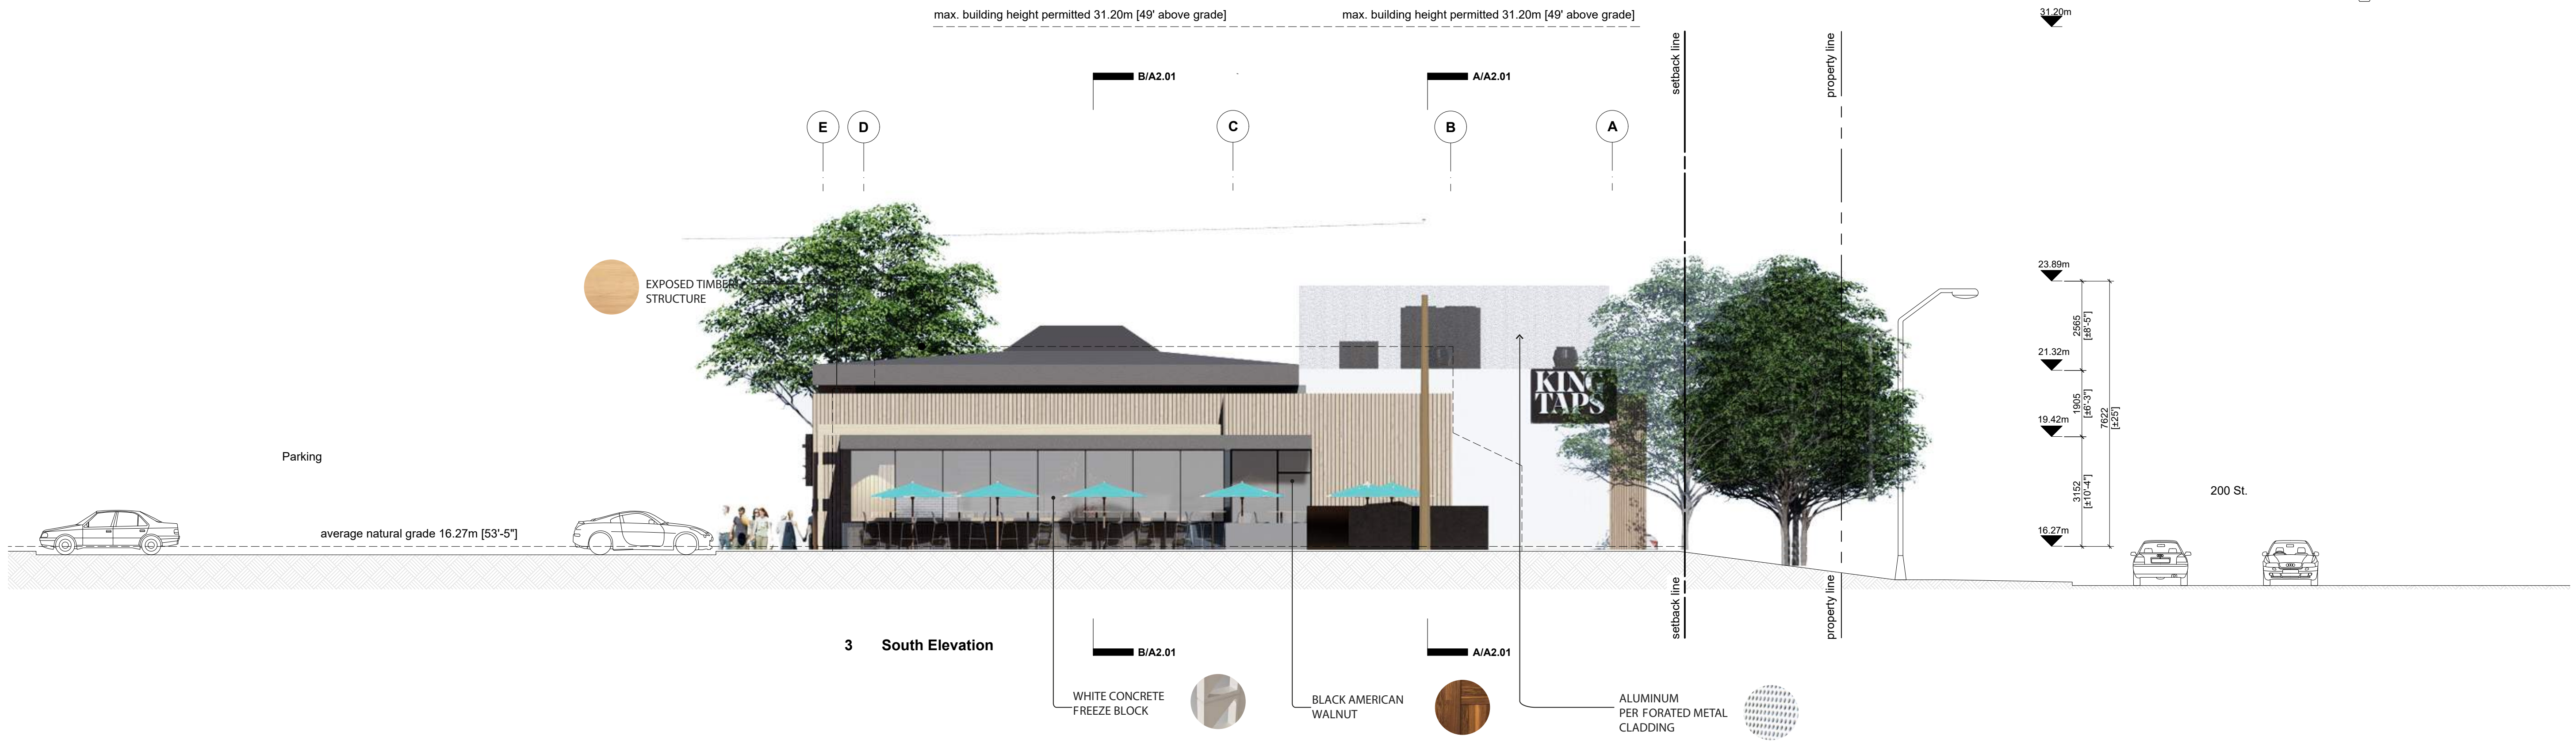 max. building height permitted 31.20m [49' above grade]
max. building height permitted 31.20m [49' above grade]
31.20m
setback line
property line
B/A2.01
A/A2.01
E
D
C
B
A
EXPOSED TIMBER
STRUCTURE
23.89m
2565
[±8'-5"]
21.32m
1905
[±6'-3"]
7622
[±25']
19.42m
3152
[±10'-4"]
16.27m
KING
TAPS
Parking
200 St.
average natural grade 16.27m [53'-5"]
setback line
property line
3 South Elevation
B/A2.01
A/A2.01
WHITE CONCRETE
FREEZE BLOCK
BLACK AMERICAN
WALNUT
ALUMINUM
PER FORATED METAL
CLADDING